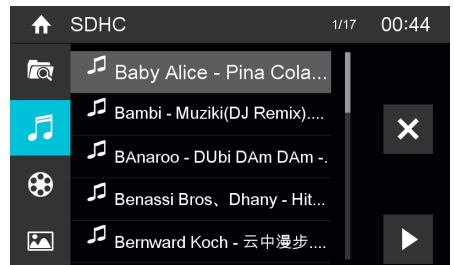 SDHC 1/17 00:44
Baby Alice - Pina Cola...
Bambi - Muziki(DJ Remix)....
BAnaroo - DUbi DAm DAm -.
Benassi Bros、Dhany - Hit...
Bernward Koch - 云中漫步....